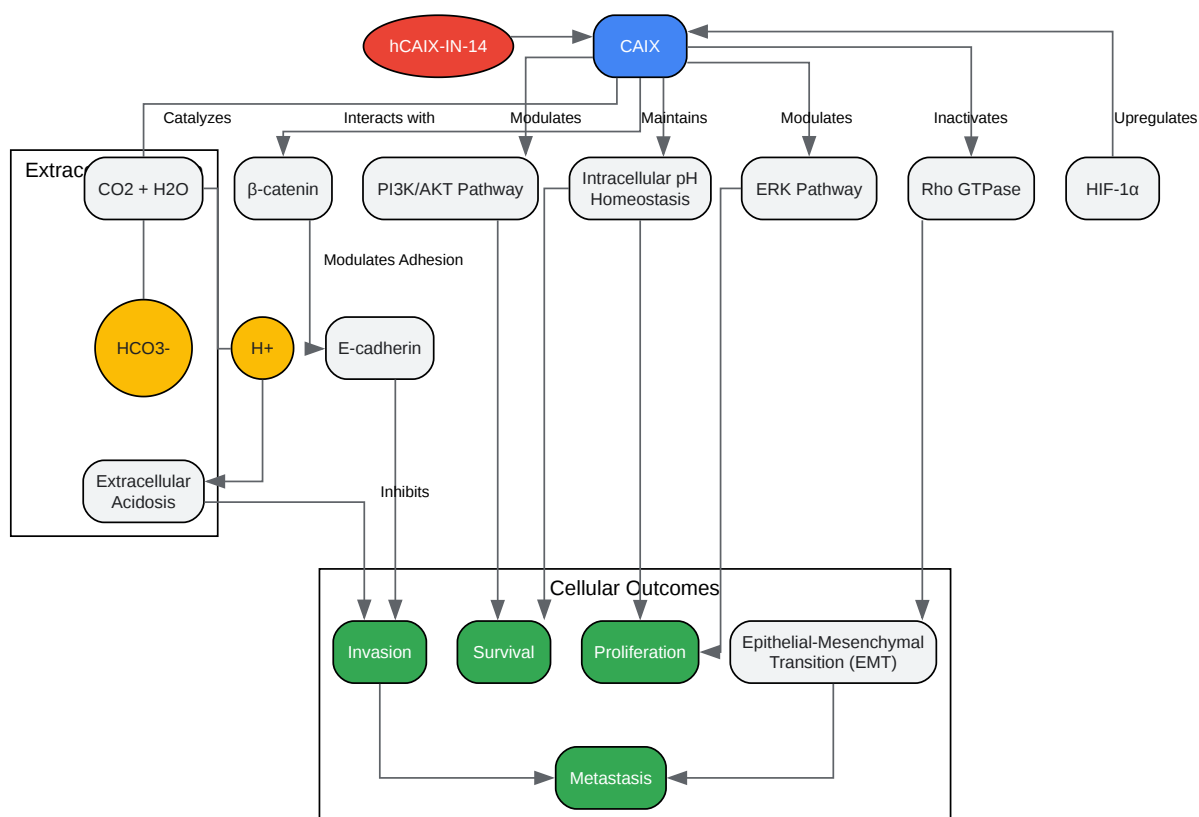 hCAIX-IN-14
CAIX
Catalyzes
Interacts with
Modulates
Maintains
Modulates
Inactivates
Upregulates
CO2 + H2O
β-catenin
PI3K/AKT Pathway
Intracellular pH
Homeostasis
ERK Pathway
Rho GTPase
HIF-1α
Modulates Adhesion
HCO3-
H+
E-cadherin
Extracellular
Acidosis
Inhibits
Cellular Outcomes
Invasion
Survival
Proliferation
Epithelial-Mesenchymal
Transition (EMT)
Metastasis